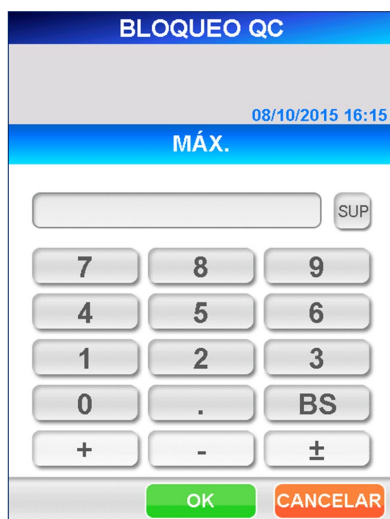 BLOQUEO QC
08/10/2015 16:15
MÁX.
SUP
7 8 9
4 5 6
1 2 3
0 . BS
+ - ±
OK CANCELAR